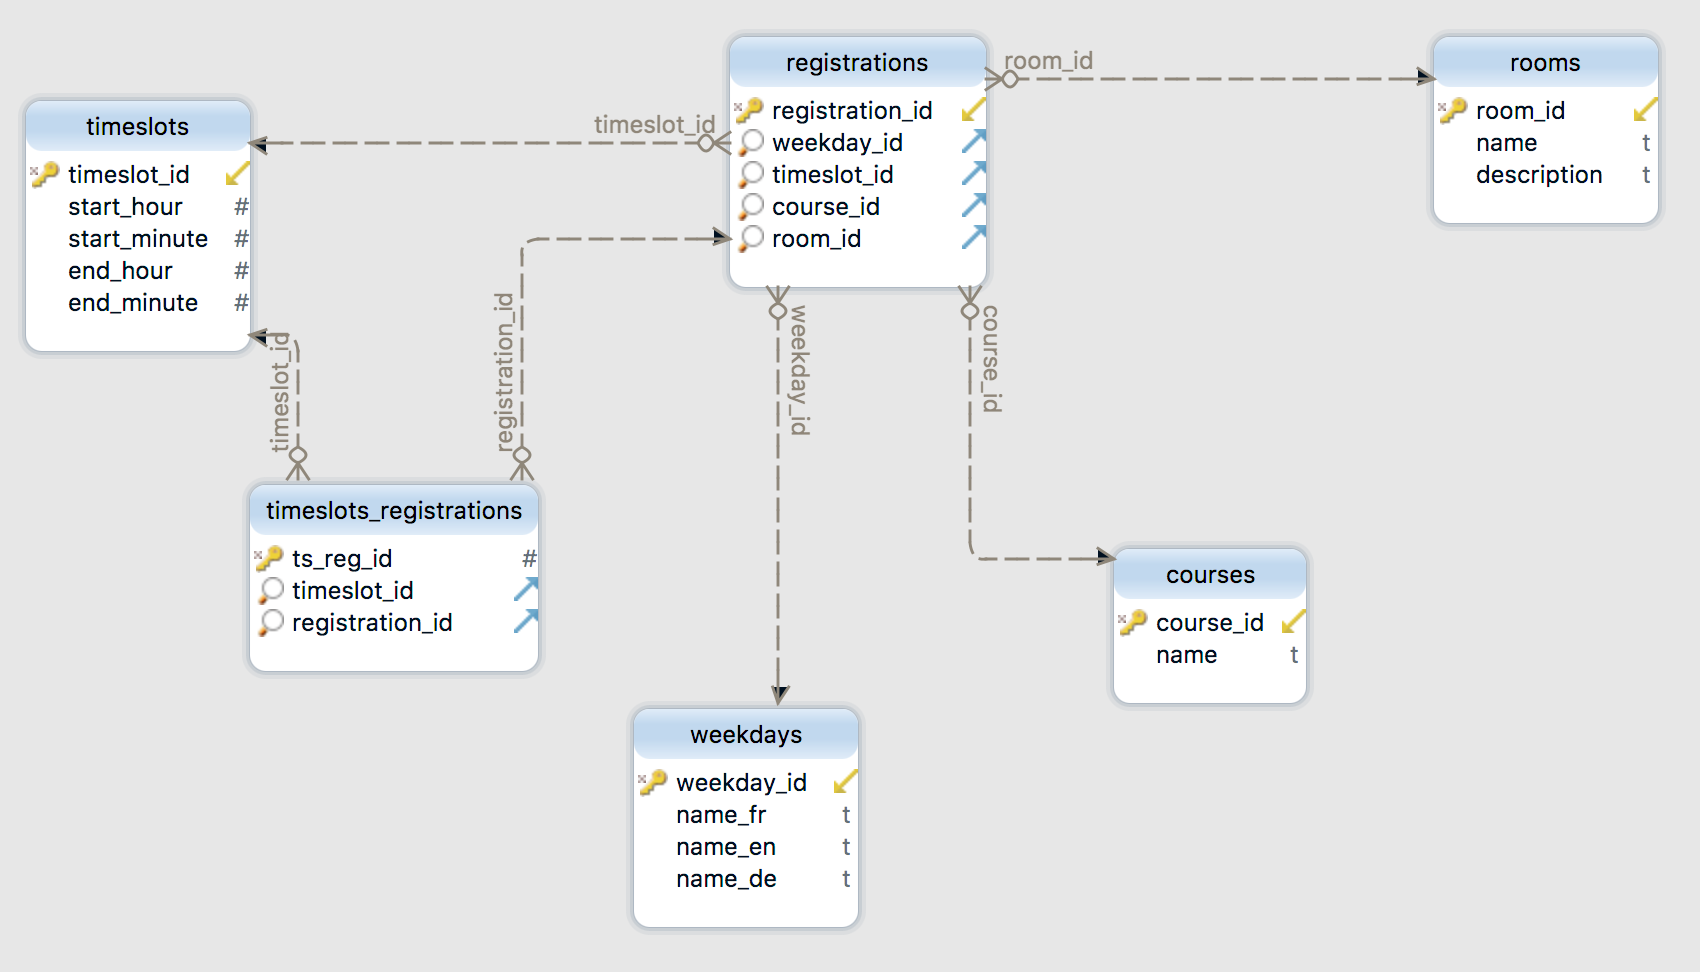 registrations
registration_id
weekday_id
timeslot_id
course_id
room_id
room_id
rooms
room_id
name t
description t
timeslot_id
timeslots
timeslot_id
start_hour #
start_minute #
end_hour #
end_minute #
timeslot_id
registration_id
weekday_id
course_id
timeslots_registrations
ts_reg_id #
timeslot_id
registration_id
courses
course_id
name t
weekdays
weekday_id
name_fr t
name_en t
name_de t